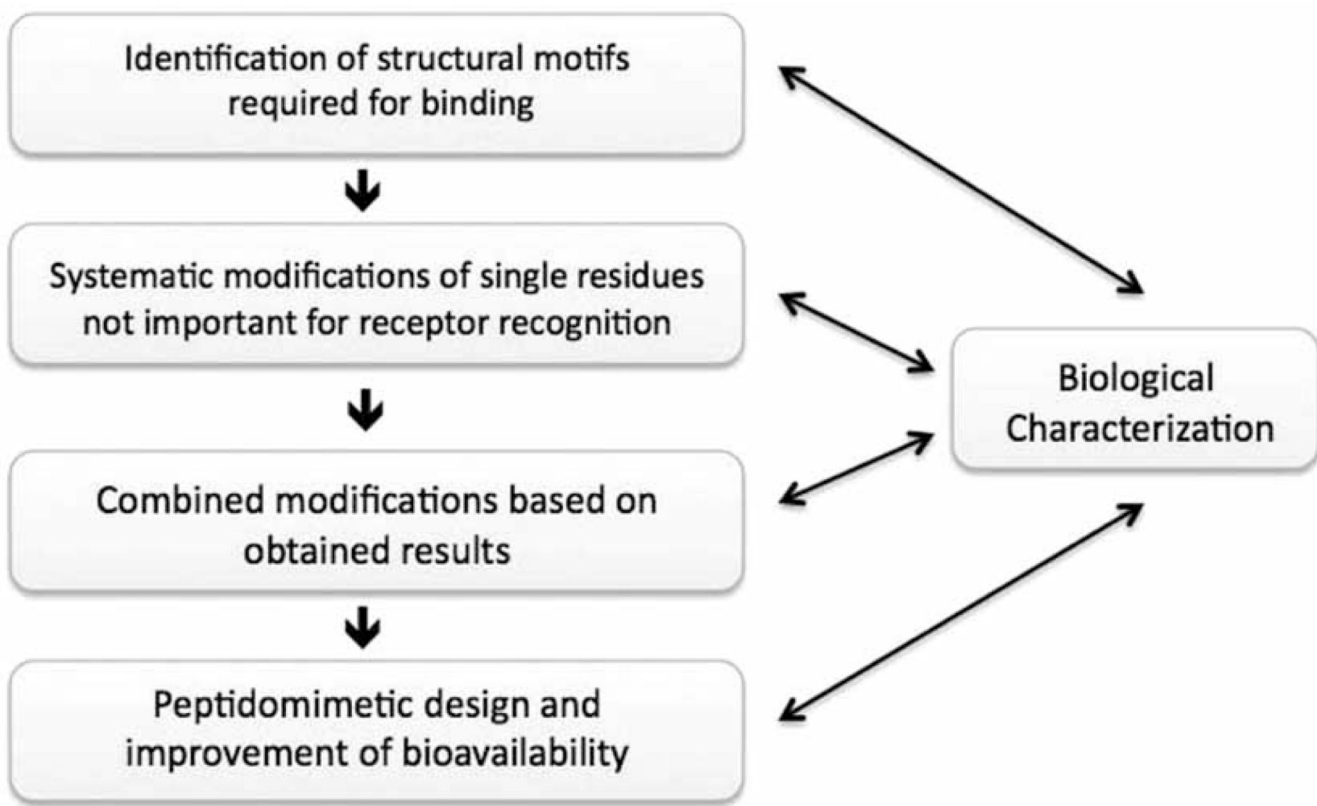 Identification of structural motifs
required for binding
Systematic modifications of single residues
not important for receptor recognition
Biological
Characterization
Combined modifications based on
obtained results
Peptidomimetic design and
improvement of bioavailability